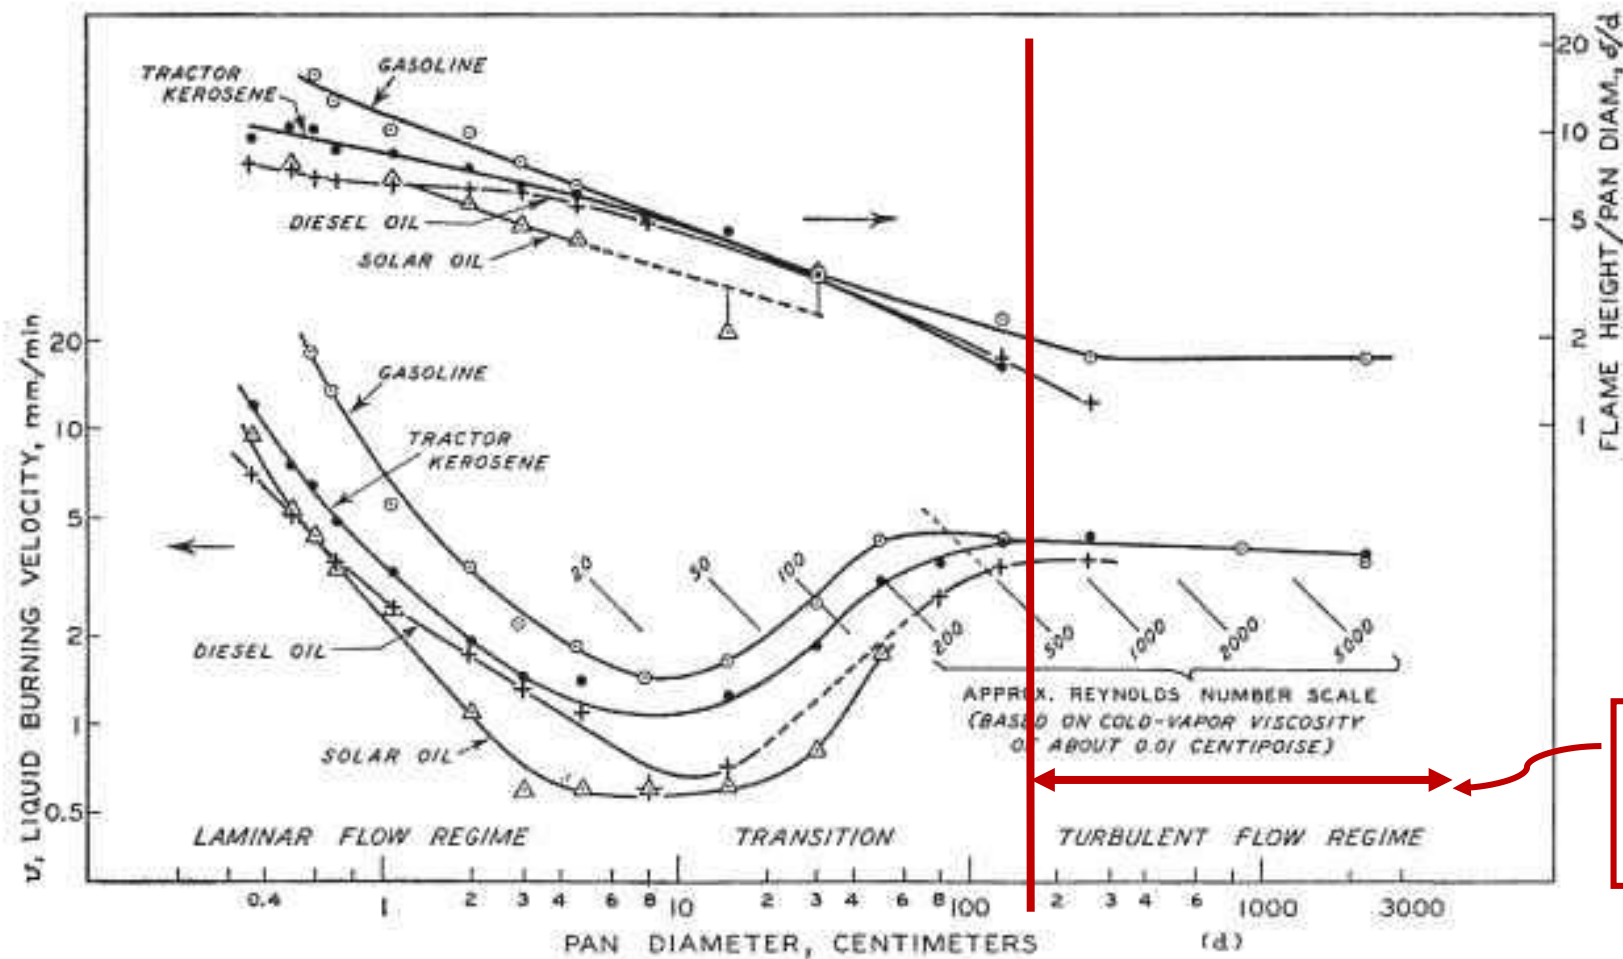 TRACTOR
KEROSENE
GASOLINE
DIESEL OIL
SOLAR OIL
20
10
5
2
1
FLAME HEIGHT/PAN DIAM., δ/d
20
10
5
2
1
0.5
v, LIQUID BURNING VELOCITY, mm/min
GASOLINE
TRACTOR
KEROSENE
DIESEL OIL
SOLAR OIL
20
50
100
200
500
1000
2000
5000
APPROX. REYNOLDS NUMBER SCALE
(BASED ON COLD-VAPOR VISCOSITY
OF ABOUT 0.01 CENTIPOISE)
LAMINAR FLOW REGIME
TRANSITION
TURBULENT FLOW REGIME
0.4 1 2 3 4 6 8 10 2 3 4 6 8 100 2 3 4 6 1000 3000
PAN DIAMETER, CENTIMETERS (d)